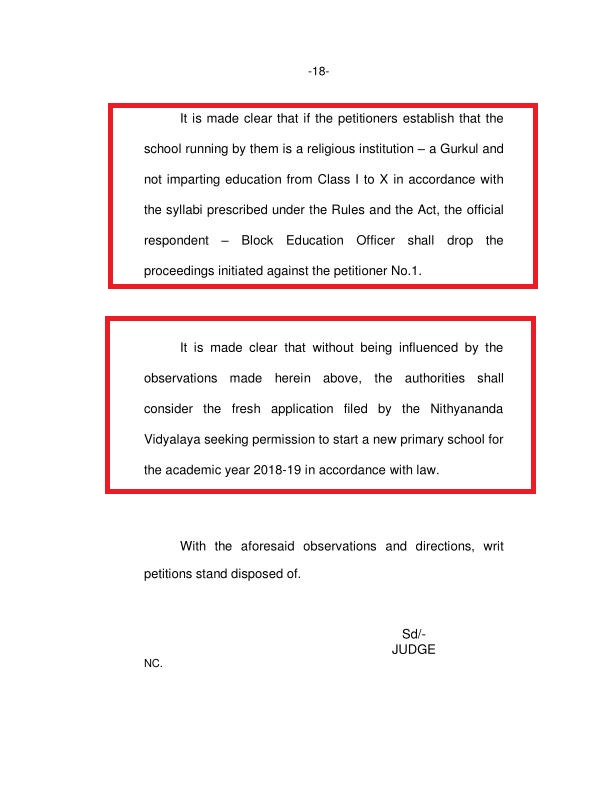 -18-
It is made clear that if the petitioners establish that the
school running by them is a religious institution – a Gurkul and
not imparting education from Class I to X in accordance with
the syllabi prescribed under the Rules and the Act, the official
respondent – Block Education Officer shall drop the
proceedings initiated against the petitioner No.1.
It is made clear that without being influenced by the
observations made herein above, the authorities shall
consider the fresh application filed by the Nithyananda
Vidyalaya seeking permission to start a new primary school for
the academic year 2018-19 in accordance with law.
With the aforesaid observations and directions, writ
petitions stand disposed of.
Sd/-
JUDGE
NC.